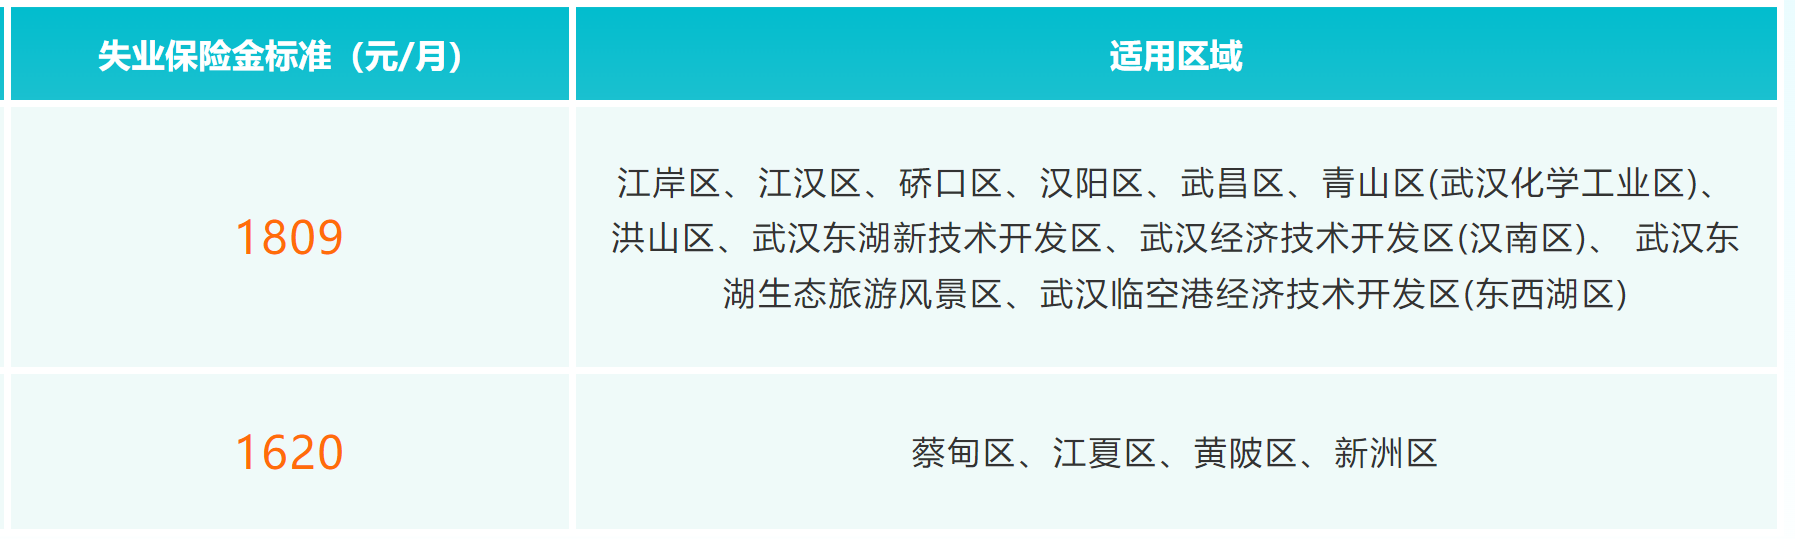 失业保险金标准（元/月） 适用区域
江岸区、江汉区、硚口区、汉阳区、武昌区、青山区(武汉化学工业区)、
1809 洪山区、武汉东湖新技术开发区、武汉经济技术开发区(汉南区)、 武汉东
湖生态旅游风景区、武汉临空港经济技术开发区(东西湖区)
1620 蔡甸区、江夏区、黄陂区、新洲区